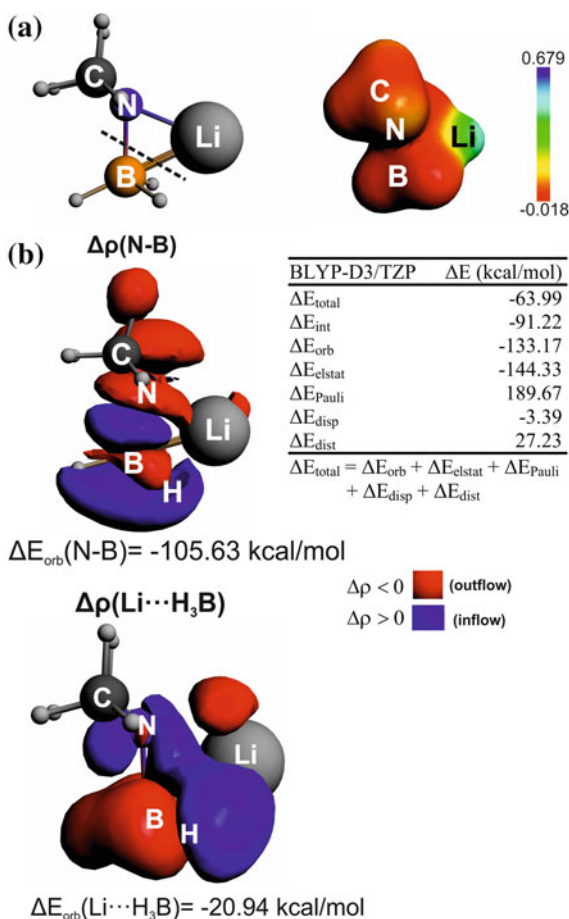 (a)
C
N
Li
B
C
N
Li
B
0.679
-0.018
(b)
Δρ(N-B)
C
N
Li
B
H
ΔE_orb(N-B)= -105.63 kcal/mol
BLYP-D3/TZP ΔE (kcal/mol)
ΔE_total -63.99
ΔE_int -91.22
ΔE_orb -133.17
ΔE_elstat -144.33
ΔE_Pauli 189.67
ΔE_disp -3.39
ΔE_dist 27.23
ΔE_total = ΔE_orb + ΔE_elstat + ΔE_Pauli
+ ΔE_disp + ΔE_dist
Δρ < 0 (outflow)
Δρ > 0 (inflow)
Δρ(Li···H₃B)
C
N
Li
B
H
ΔE_orb(Li···H₃B)= -20.94 kcal/mol